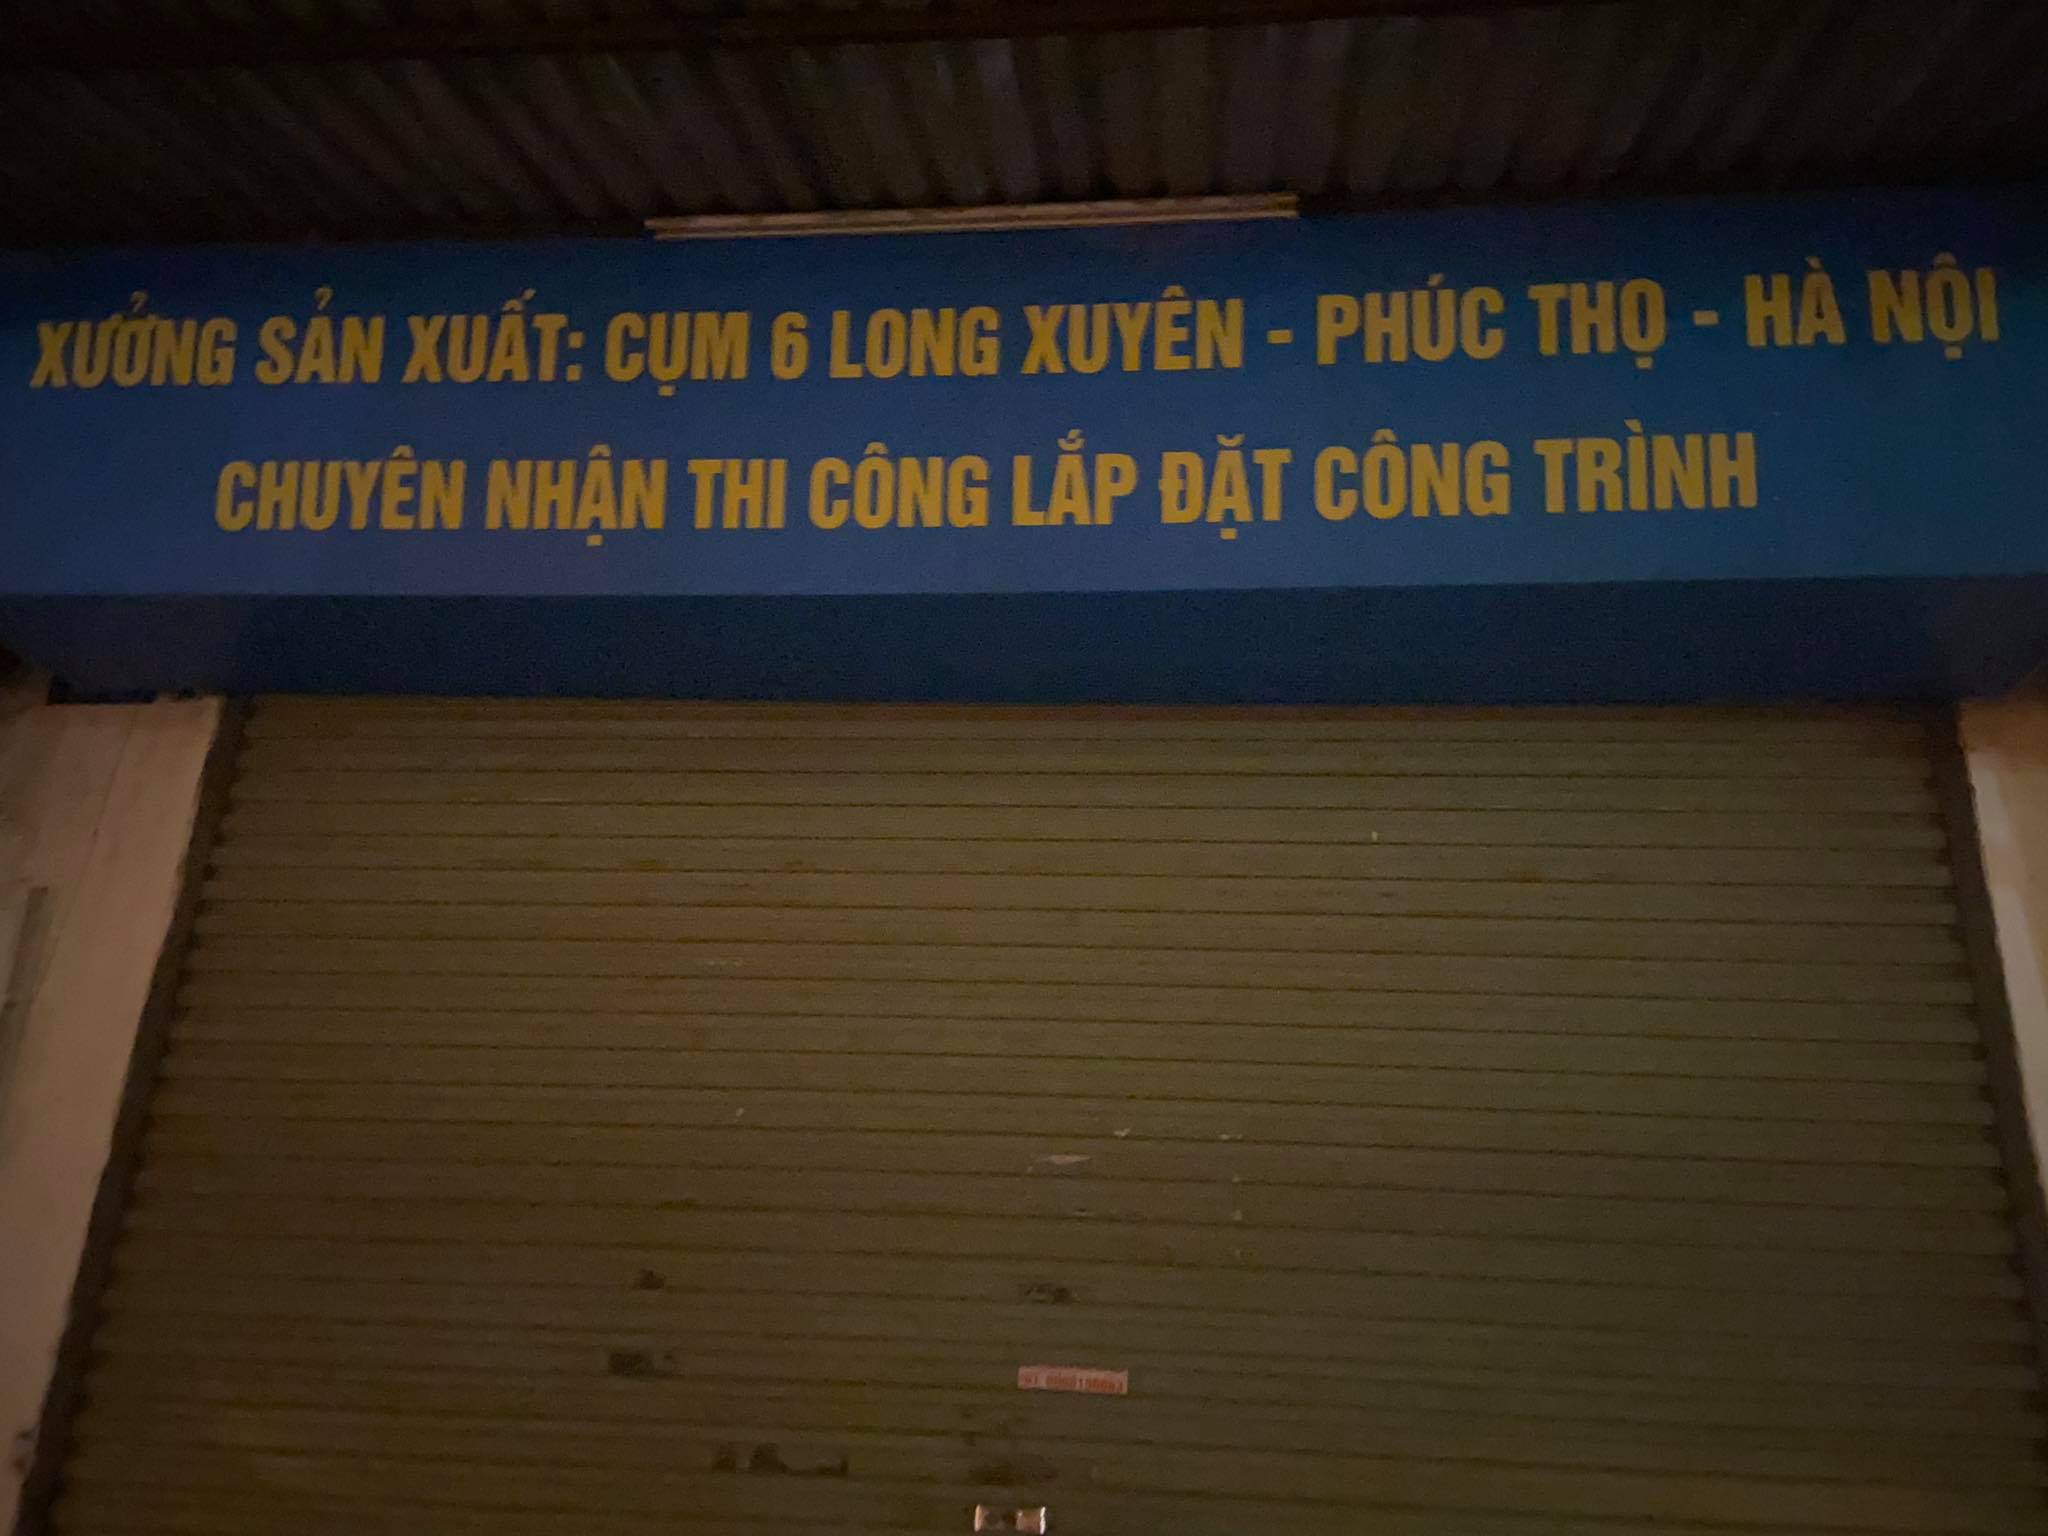 XƯỞNG SẢN XUẤT: CỤM 6 LONG XUYÊN - PHÚC THỌ - HÀ NỘI
CHUYÊN NHẬN THI CÔNG LẮP ĐẶT CÔNG TRÌNH